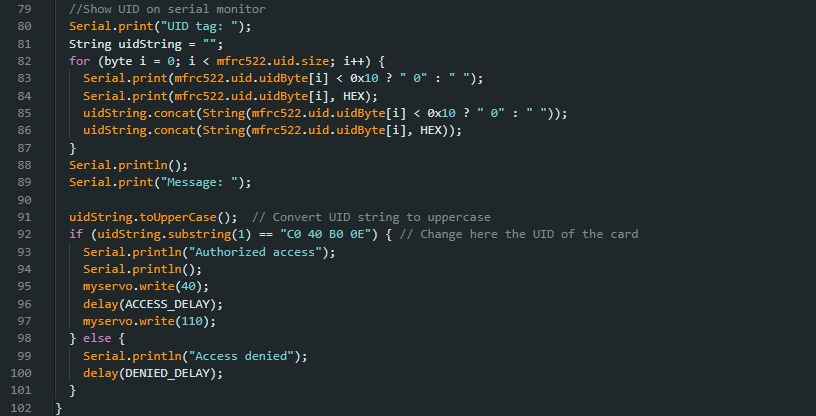 79 //Show UID on serial monitor
80 Serial.print("UID tag: ");
81 String uidString = "";
82 for (byte i = 0; i < mfrc522.uid.size; i++) {
83 Serial.print(mfrc522.uid.uidByte[i] < 0x10 ? " 0" : " ");
84 Serial.print(mfrc522.uid.uidByte[i], HEX);
85 uidString.concat(String(mfrc522.uid.uidByte[i] < 0x10 ? " 0" : " "));
86 uidString.concat(String(mfrc522.uid.uidByte[i], HEX));
87 }
88 Serial.println();
89 Serial.print("Message: ");
90
91 uidString.toUpperCase();  // Convert UID string to uppercase
92 if (uidString.substring(1) == "C0 40 B0 0E") { // Change here the UID of the card
93 Serial.println("Authorized access");
94 Serial.println();
95 myservo.write(40);
96 delay(ACCESS_DELAY);
97 myservo.write(110);
98 } else {
99 Serial.println("Access denied");
100 delay(DENIED_DELAY);
101 }
102 }